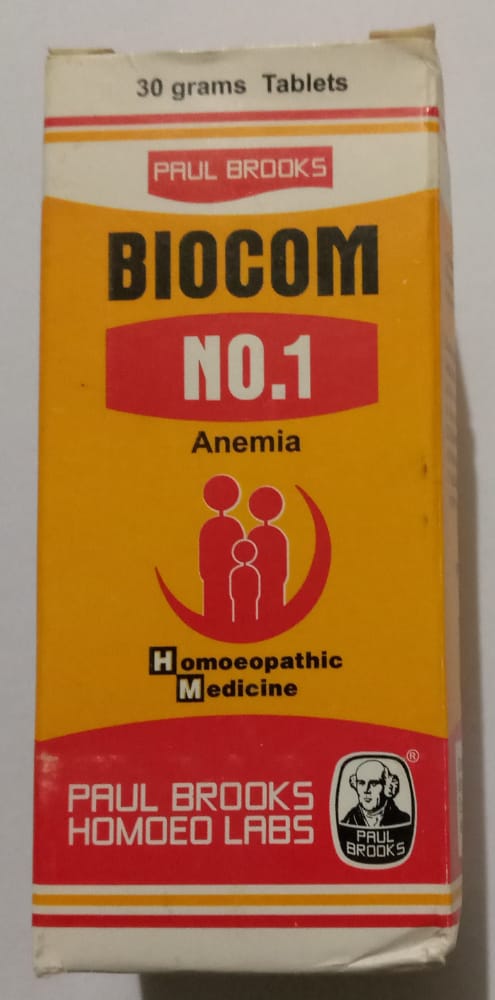 30 grams Tablets
PAUL BROOKS
BIOCOM
NO.1
Anemia
Homoeopathic
Medicine
PAUL BROOKS
HOMOEO LABS
®
PAUL
BROOKS